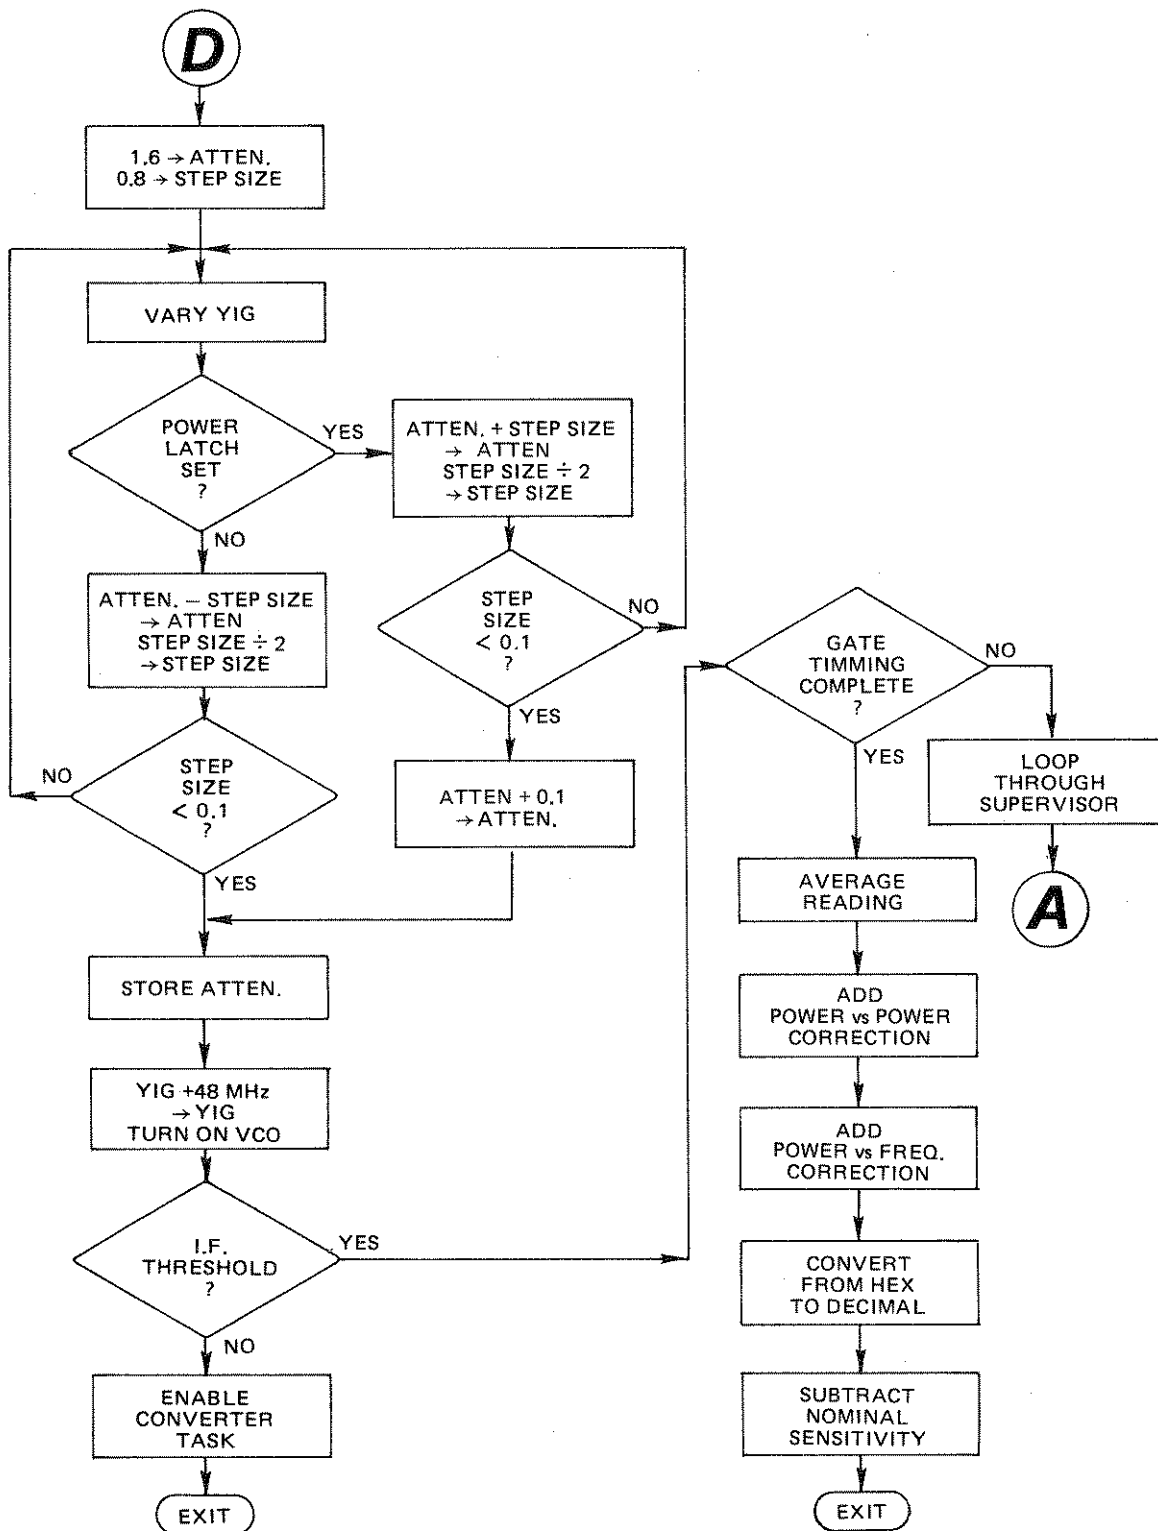 D
1.6 → ATTEN.
0.8 → STEP SIZE
VARY YIG
POWER
LATCH
SET
?
YES
NO
ATTEN. + STEP SIZE
→ ATTEN
STEP SIZE ÷ 2
→ STEP SIZE
ATTEN. – STEP SIZE
→ ATTEN
STEP SIZE ÷ 2
→ STEP SIZE
STEP
SIZE
< 0.1
?
NO
YES
STEP
SIZE
< 0.1
?
NO
YES
ATTEN + 0.1
→ ATTEN.
STORE ATTEN.
YIG +48 MHz
→ YIG
TURN ON VCO
I.F.
THRESHOLD
?
YES
NO
ENABLE
CONVERTER
TASK
EXIT
GATE
TIMMING
COMPLETE
?
NO
YES
LOOP
THROUGH
SUPERVISOR
A
AVERAGE
READING
ADD
POWER vs POWER
CORRECTION
ADD
POWER vs FREQ.
CORRECTION
CONVERT
FROM HEX
TO DECIMAL
SUBTRACT
NOMINAL
SENSITIVITY
EXIT